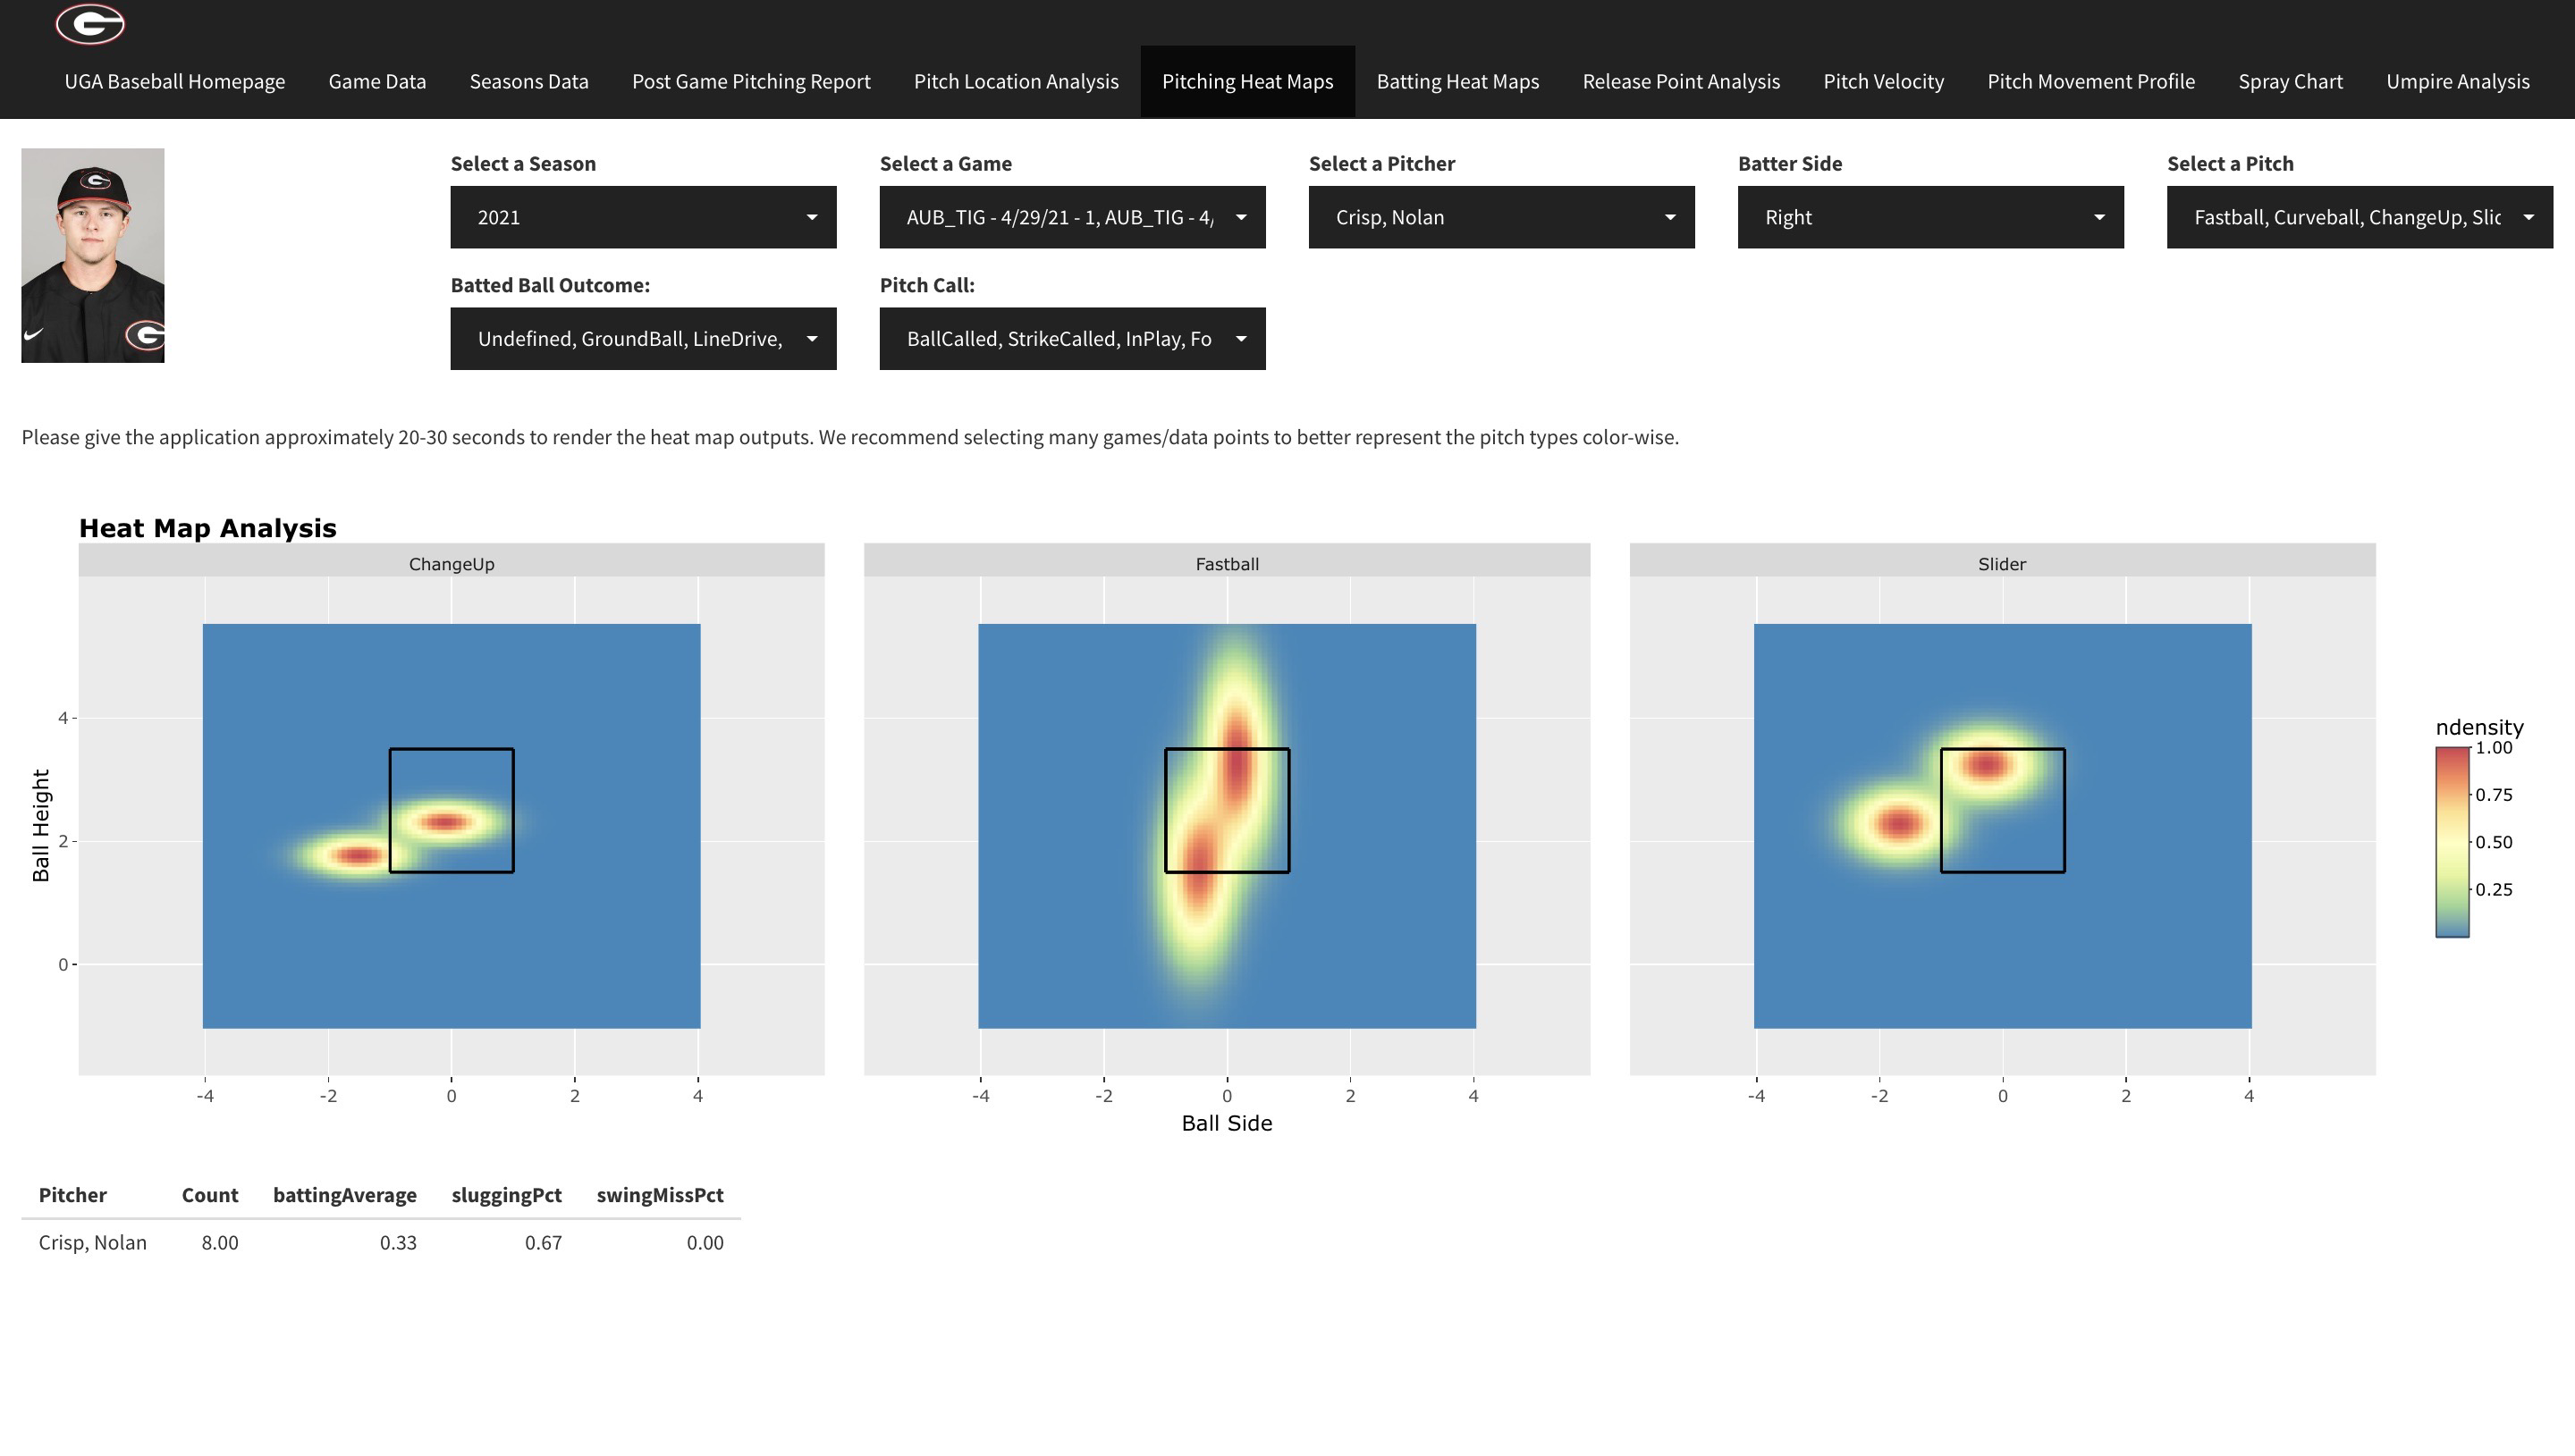 G
UGA Baseball Homepage Game Data Seasons Data Post Game Pitching Report Pitch Location Analysis Pitching Heat Maps Batting Heat Maps Release Point Analysis Pitch Velocity Pitch Movement Profile Spray Chart Umpire Analysis
Select a Season Select a Game Select a Pitcher Batter Side Select a Pitch
2021 AUB_TIG - 4/29/21 - 1, AUB_TIG - 4/ Crisp, Nolan Right Fastball, Curveball, ChangeUp, Slic
Batted Ball Outcome: Pitch Call:
Undefined, GroundBall, LineDrive, BallCalled, StrikeCalled, InPlay, Fo
Please give the application approximately 20-30 seconds to render the heat map outputs. We recommend selecting many games/data points to better represent the pitch types color-wise.
Heat Map Analysis
ChangeUp Fastball Slider
4
2
0
Ball Height
-4 -2 0 2 4 -4 -2 0 2 4 -4 -2 0 2 4
Ball Side
ndensity
1.00
0.75
0.50
0.25
Pitcher Count battingAverage sluggingPct swingMissPct
Crisp, Nolan 8.00 0.33 0.67 0.00